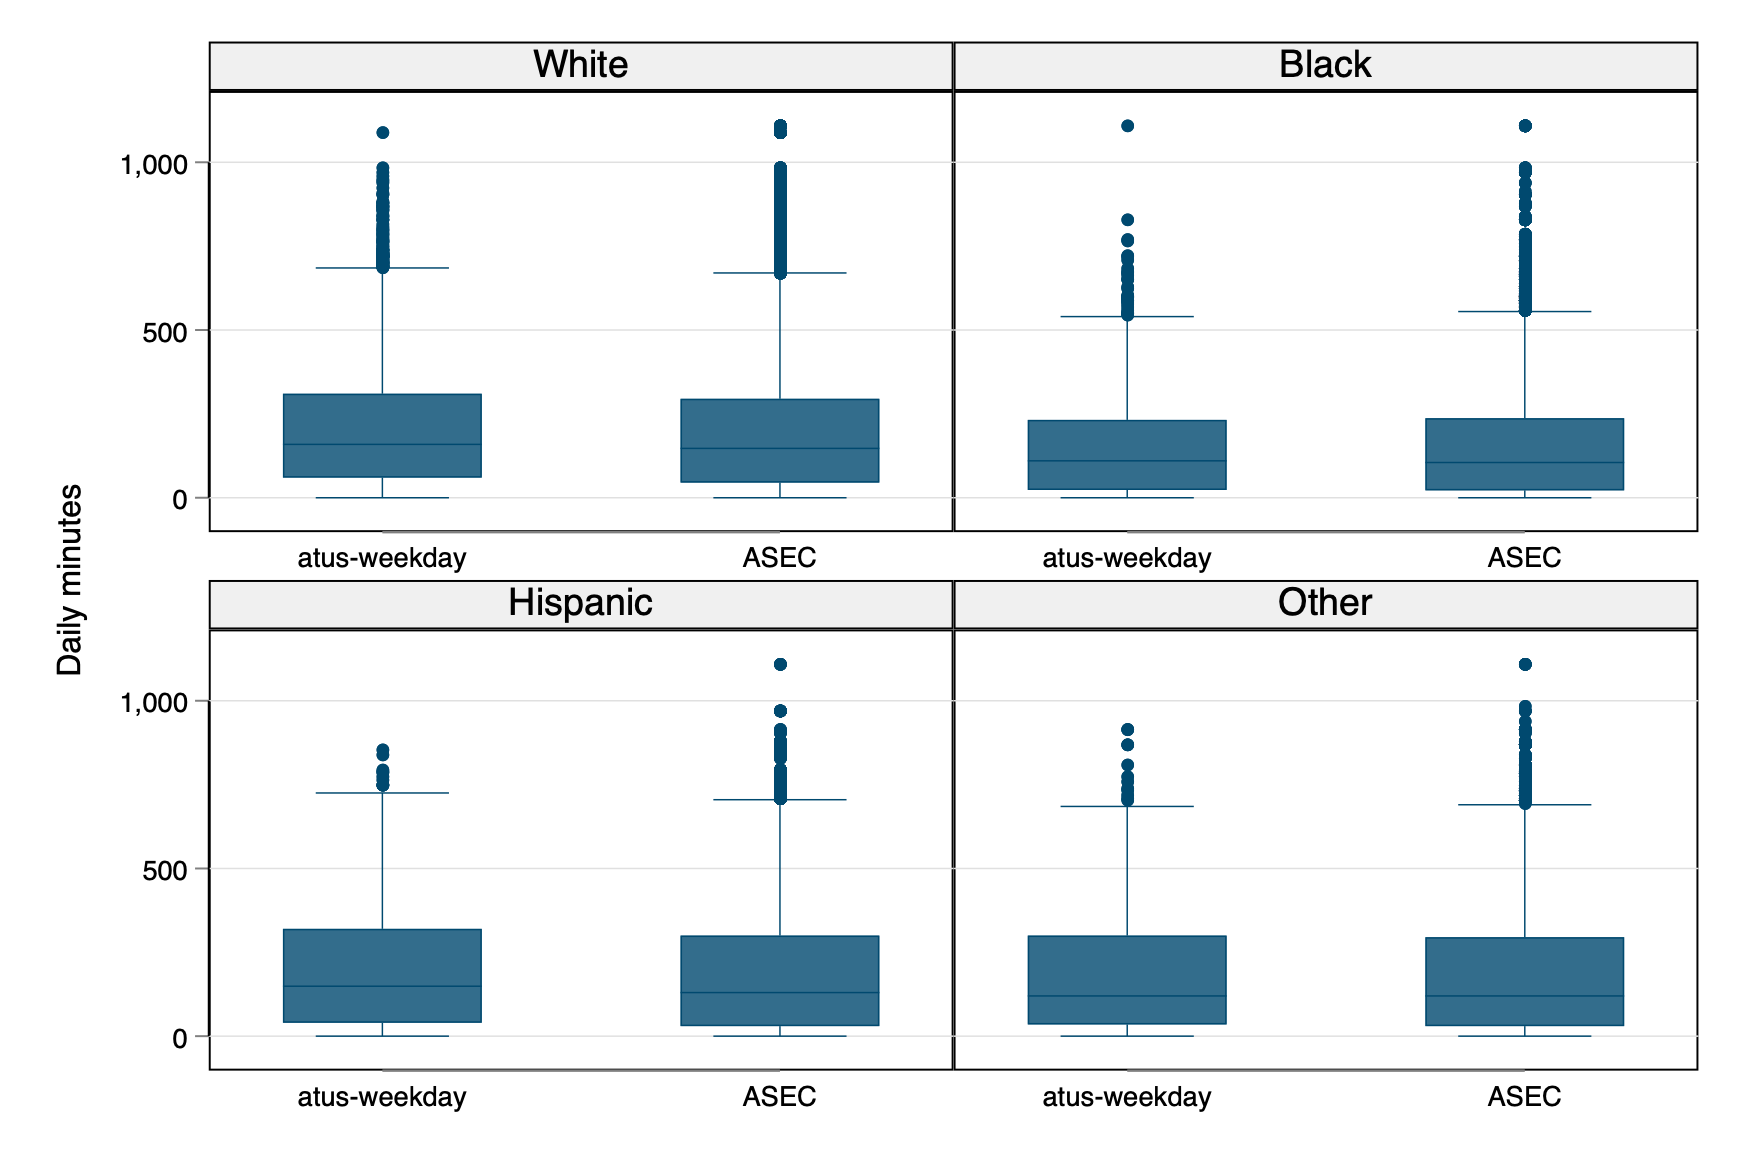 White
Black
1,000
500
0
atus-weekday
ASEC
atus-weekday
ASEC
Daily minutes
Hispanic
Other
1,000
500
0
atus-weekday
ASEC
atus-weekday
ASEC